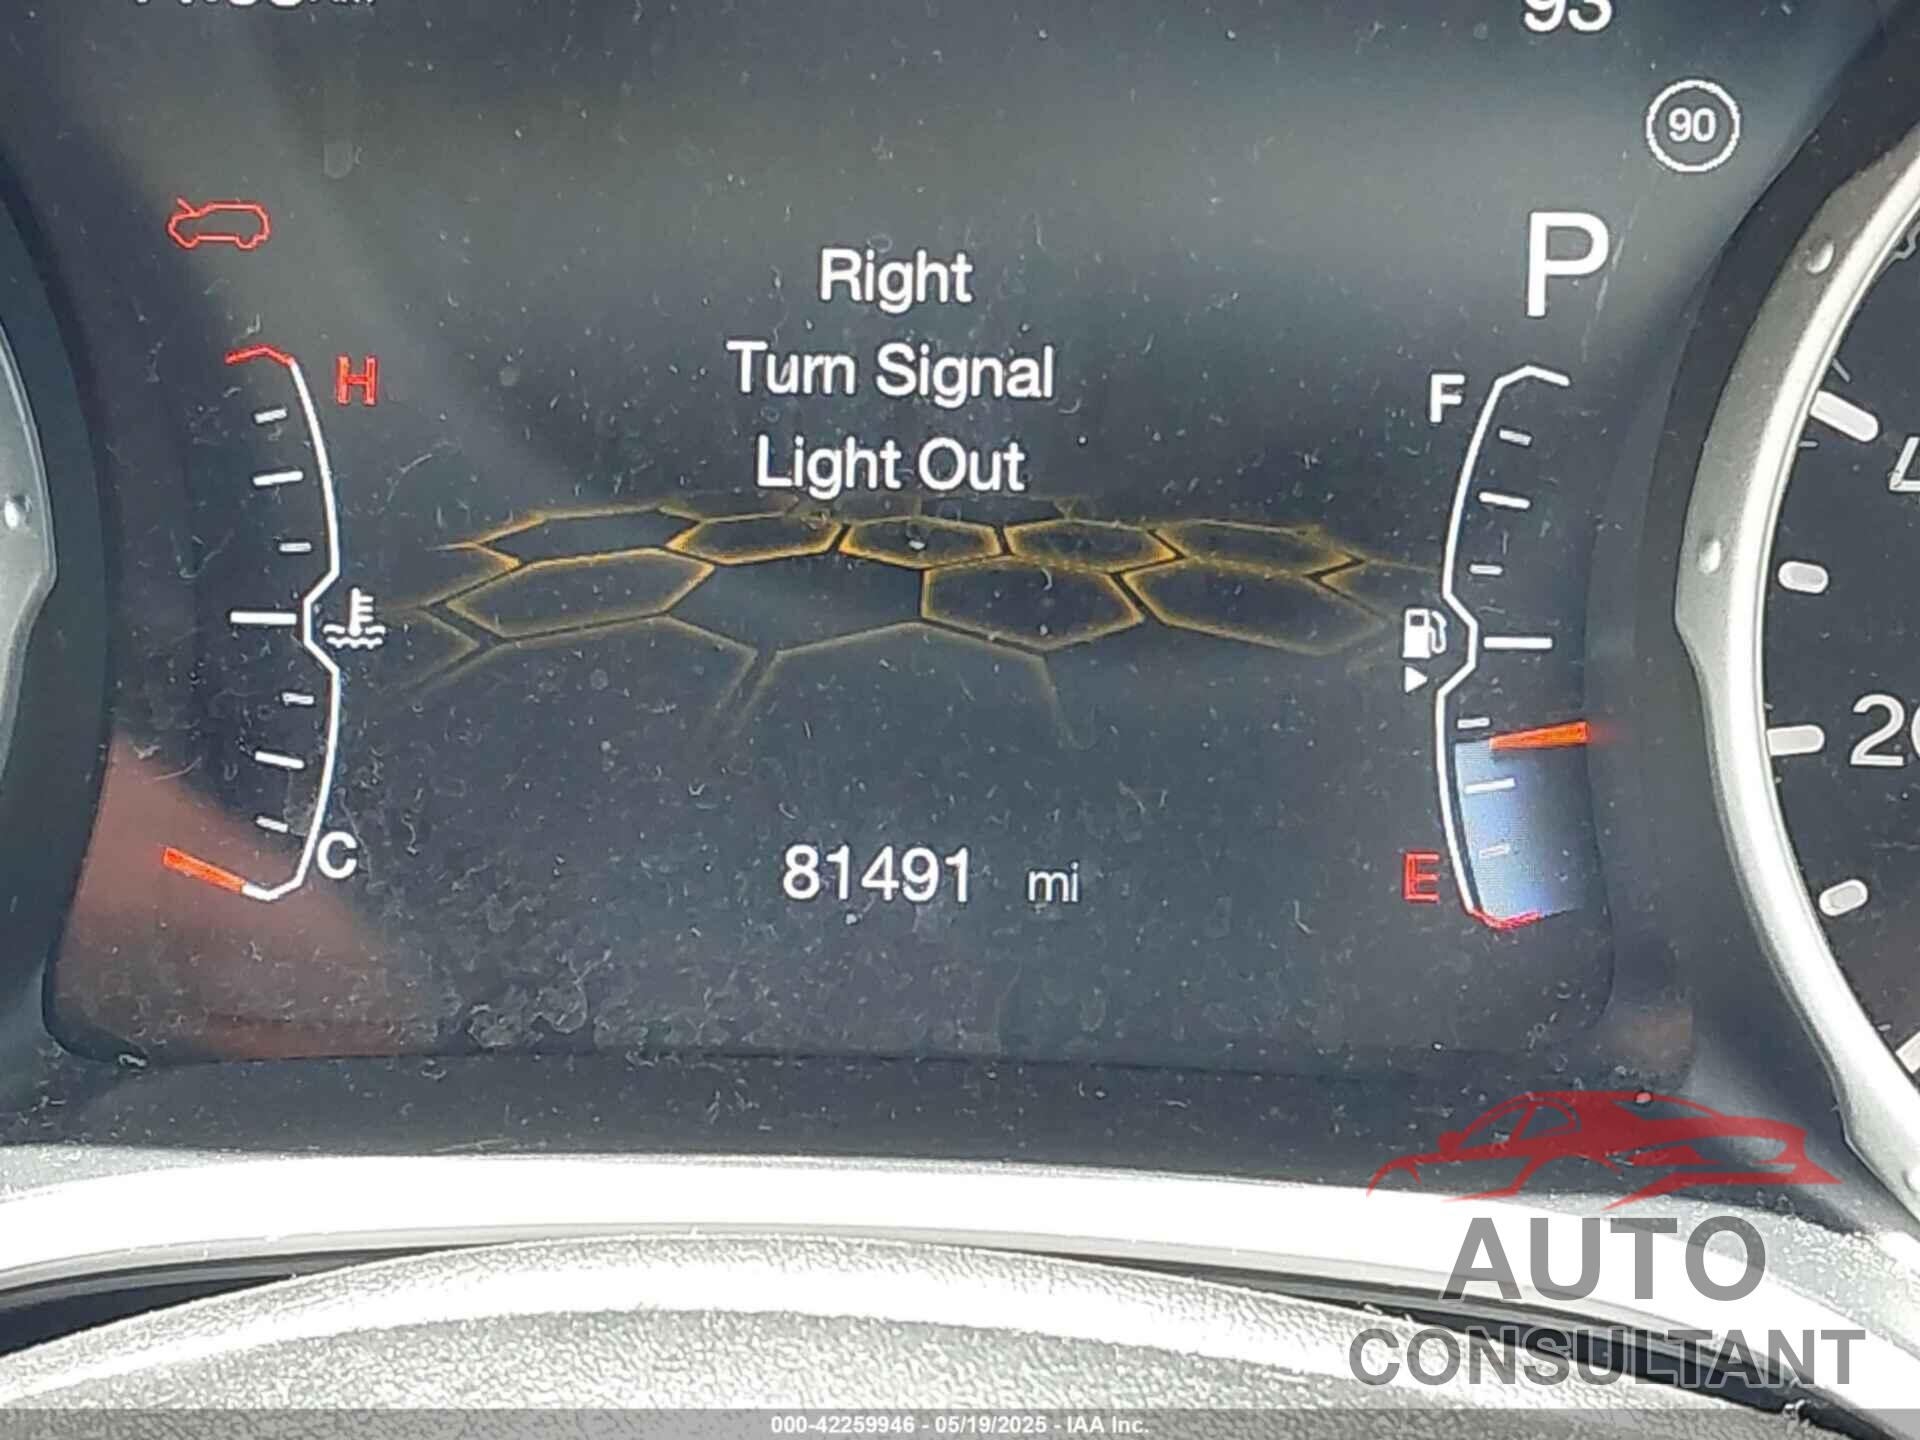 93
90
P
Right
Turn Signal
Light Out
H
F
C
E
81491 mi
AUTO
CONSULTANT
000-42259946 - 05/19/2025 - IAA Inc.